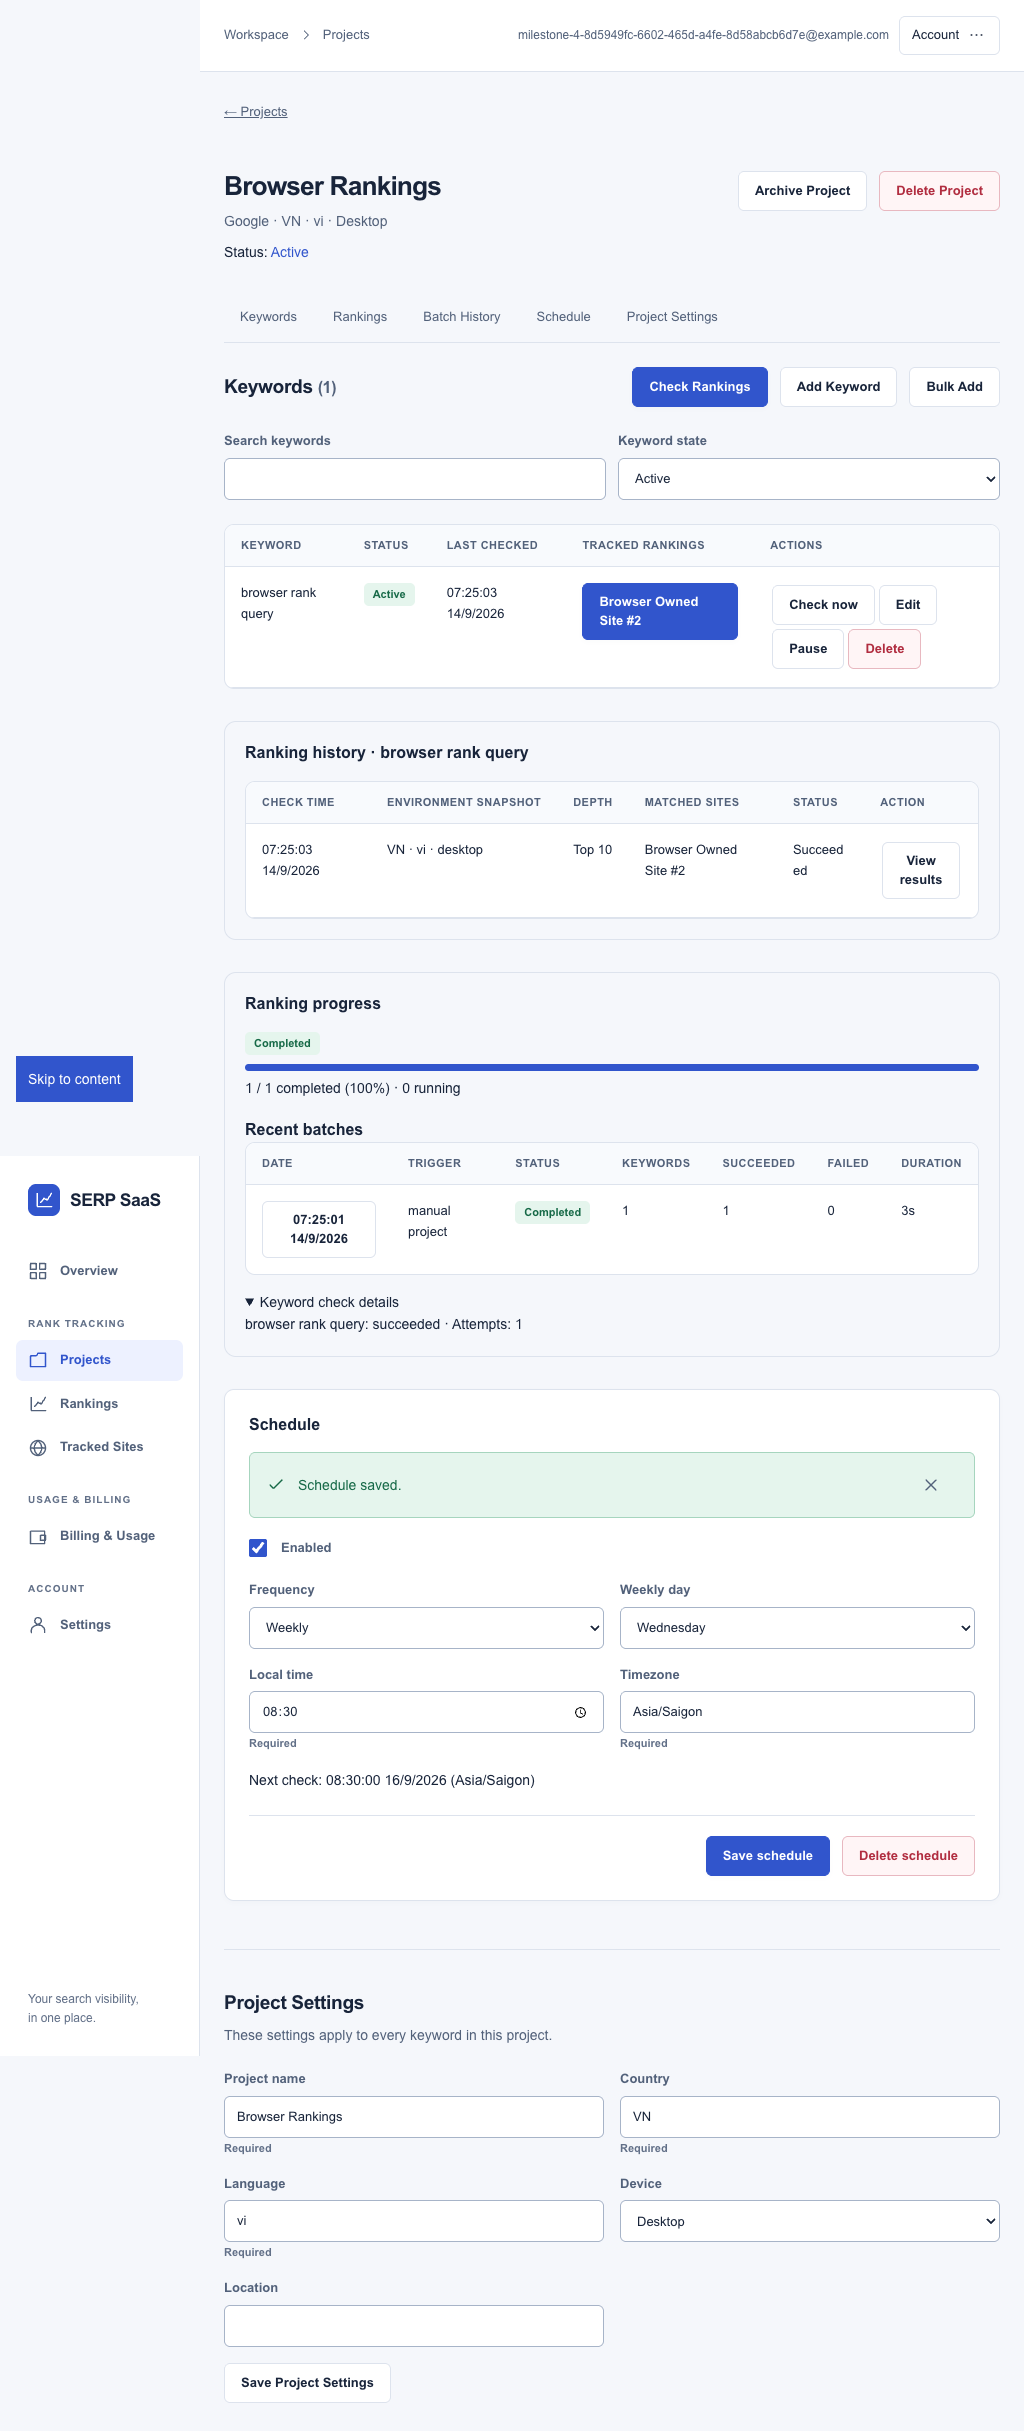 Workspace
Projects
milestone-4-8d5949fc-6602-465d-a4fe-8d58abcb6d7e@example.com
Account ···
← Projects
Browser Rankings
Archive Project
Delete Project
Google · VN · vi · Desktop
Status: Active
Keywords
Rankings
Batch History
Schedule
Project Settings
Keywords (1)
Check Rankings
Add Keyword
Bulk Add
Search keywords
Keyword state
Active
KEYWORD
STATUS
LAST CHECKED
TRACKED RANKINGS
ACTIONS
browser rank
query
Active
07:25:03
14/9/2026
Browser Owned
Site #2
Check now
Edit
Pause
Delete
Ranking history · browser rank query
CHECK TIME
ENVIRONMENT SNAPSHOT
DEPTH
MATCHED SITES
STATUS
ACTION
07:25:03
14/9/2026
VN · vi · desktop
Top 10
Browser Owned
Site #2
Succeed
ed
View
results
Ranking progress
Completed
1 / 1 completed (100%) · 0 running
Recent batches
DATE
TRIGGER
STATUS
KEYWORDS
SUCCEEDED
FAILED
DURATION
07:25:01
14/9/2026
manual
project
Completed
1
1
0
3s
▼ Keyword check details
browser rank query: succeeded · Attempts: 1
Schedule
Schedule saved.
Enabled
Frequency
Weekly day
Weekly
Wednesday
Local time
Timezone
08:30
Asia/Saigon
Required
Required
Next check: 08:30:00 16/9/2026 (Asia/Saigon)
Save schedule
Delete schedule
Project Settings
These settings apply to every keyword in this project.
Project name
Country
Browser Rankings
VN
Required
Required
Language
Device
vi
Desktop
Required
Location
Save Project Settings
Skip to content
SERP SaaS
Overview
RANK TRACKING
Projects
Rankings
Tracked Sites
USAGE & BILLING
Billing & Usage
ACCOUNT
Settings
Your search visibility,
in one place.